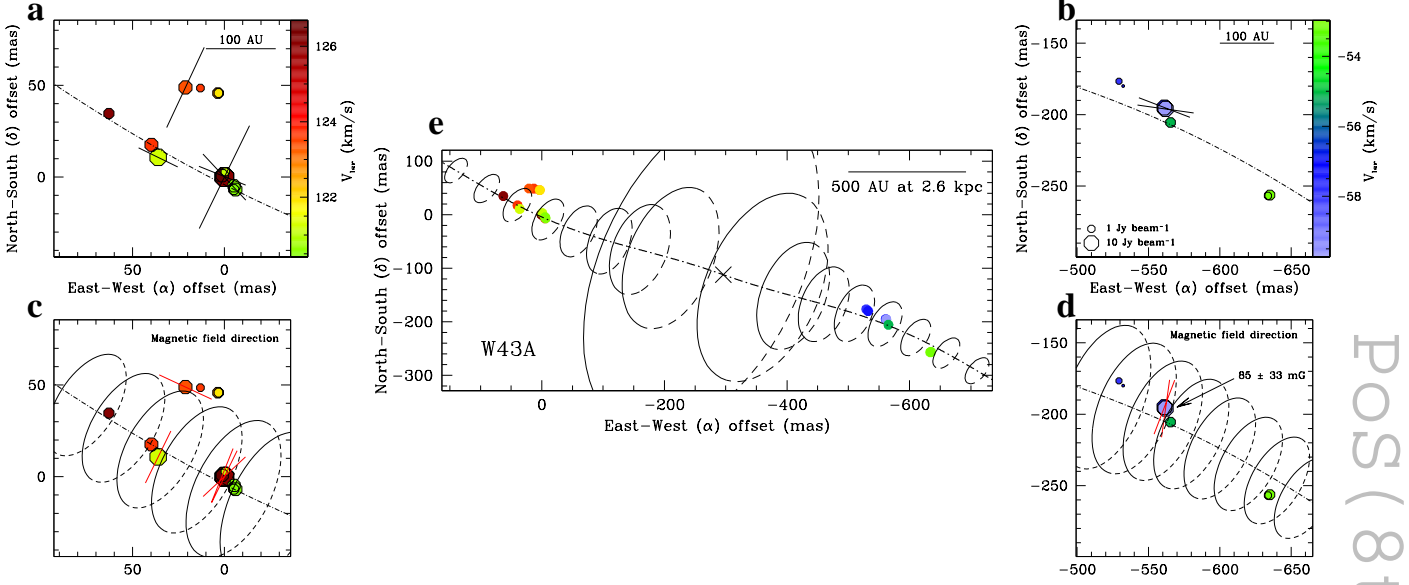 a
North-South (δ) offset (mas)
50
0
100 AU
50
0
East-West (α) offset (mas)
126
124
122
V_lsr (km/s)
c
50
0
Magnetic field direction
50
0
e
North-South (δ) offset (mas)
100
0
-100
-200
-300
500 AU at 2.6 kpc
W43A
0
-200
-400
-600
East-West (α) offset (mas)
b
North-South (δ) offset (mas)
-150
-200
-250
100 AU
1 Jy beam⁻¹
10 Jy beam⁻¹
-500
-550
-600
-650
East-West (α) offset (mas)
-54
-56
-58
V_lsr (km/s)
d
-150
-200
-250
Magnetic field direction
85 ± 33 mG
-500
-550
-600
-650
PoS(8t